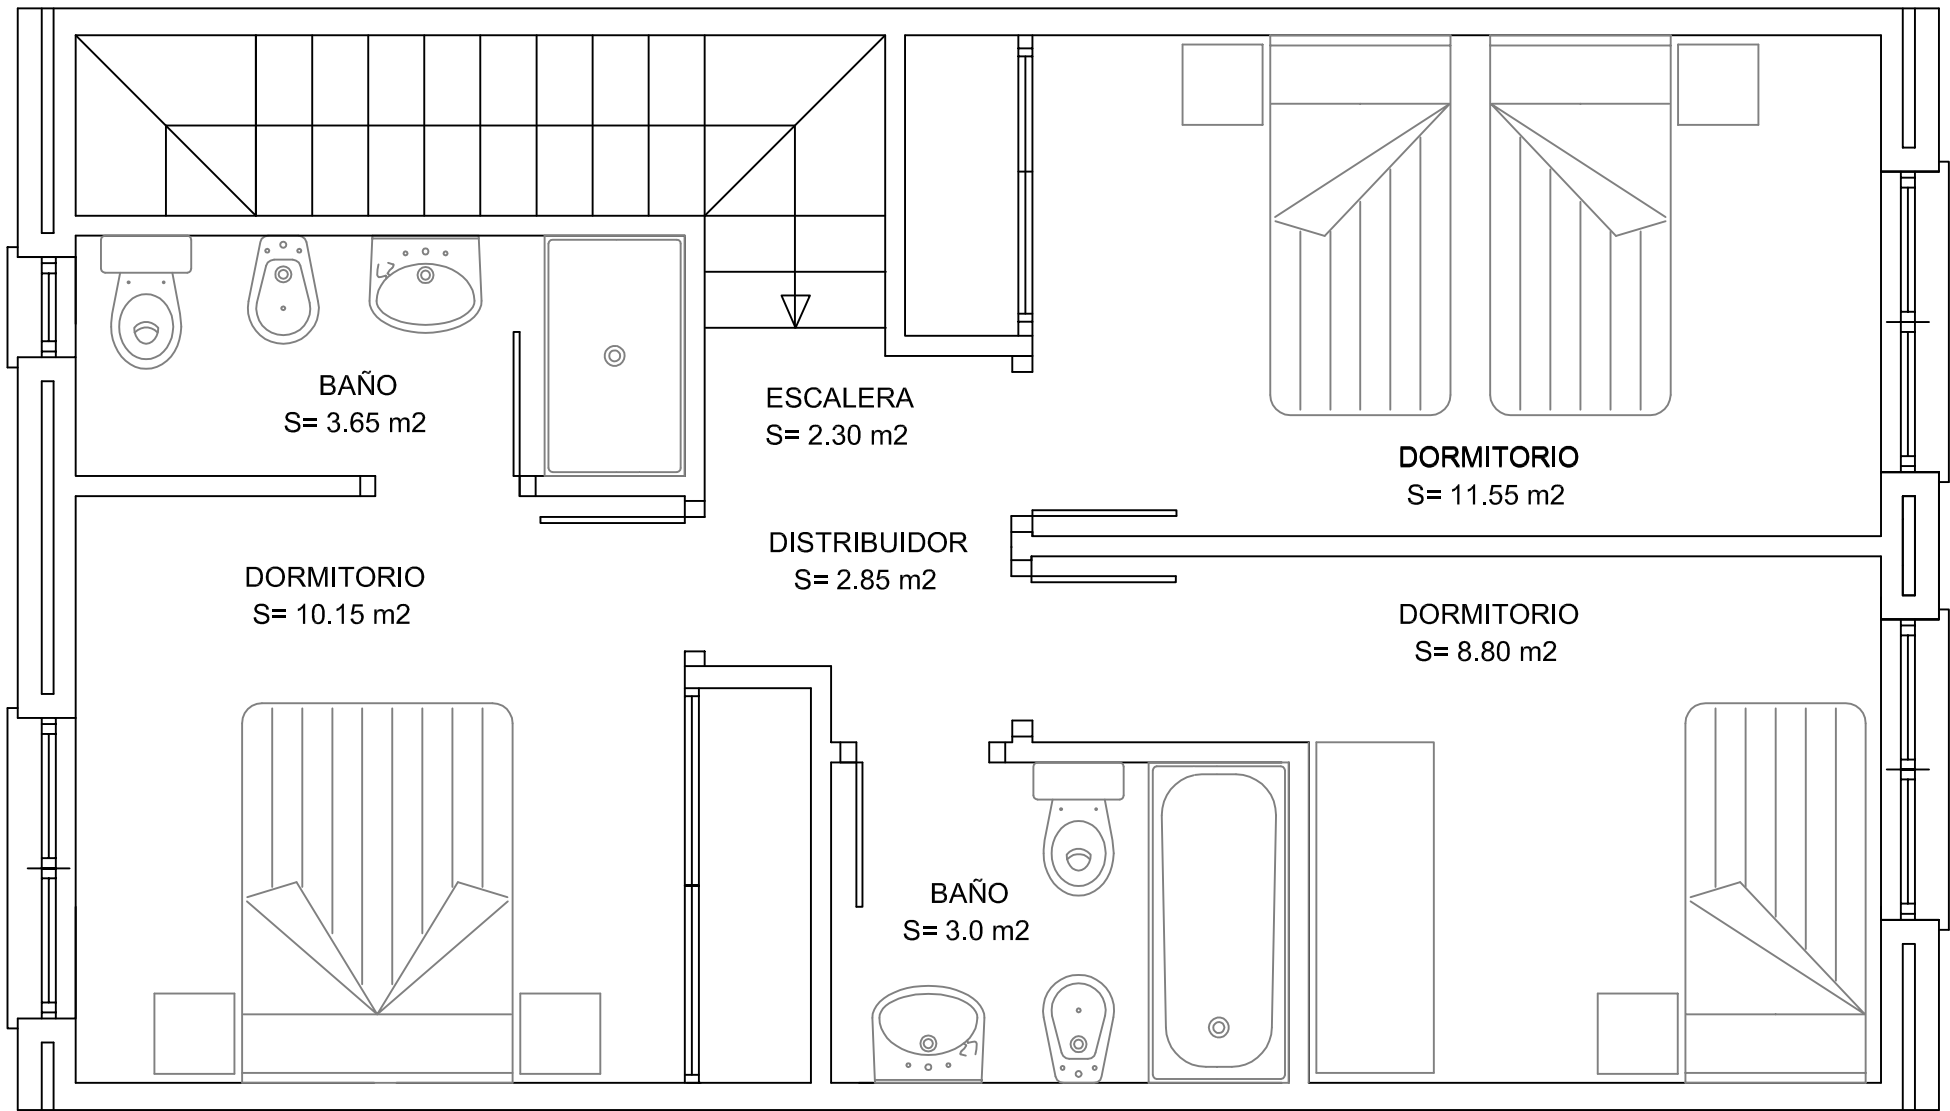 BAÑO
S= 3.65 m2
ESCALERA
S= 2.30 m2
DORMITORIO
S= 11.55 m2
DISTRIBUIDOR
S= 2.85 m2
DORMITORIO
S= 10.15 m2
DORMITORIO
S= 8.80 m2
BAÑO
S= 3.0 m2